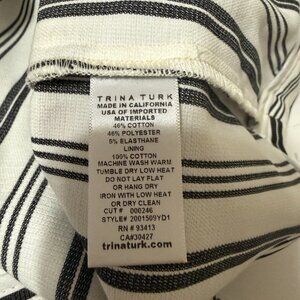 TRINA TURK
MADE IN CALIFORNIA
USA OF IMPORTED
MATERIALS
46% COTTON
46% POLYESTER
5% ELASTHANE
LINING
100% COTTON
MACHINE WASH WARM
TUMBLE DRY LOW HEAT
DO NOT LAY FLAT
OR HANG DRY
IRON WITH LOW HEAT
OR DRY CLEAN
CUT # 000246
STYLE# 2001509YD1
RN # 93413
CA#30427
trinaturk.com